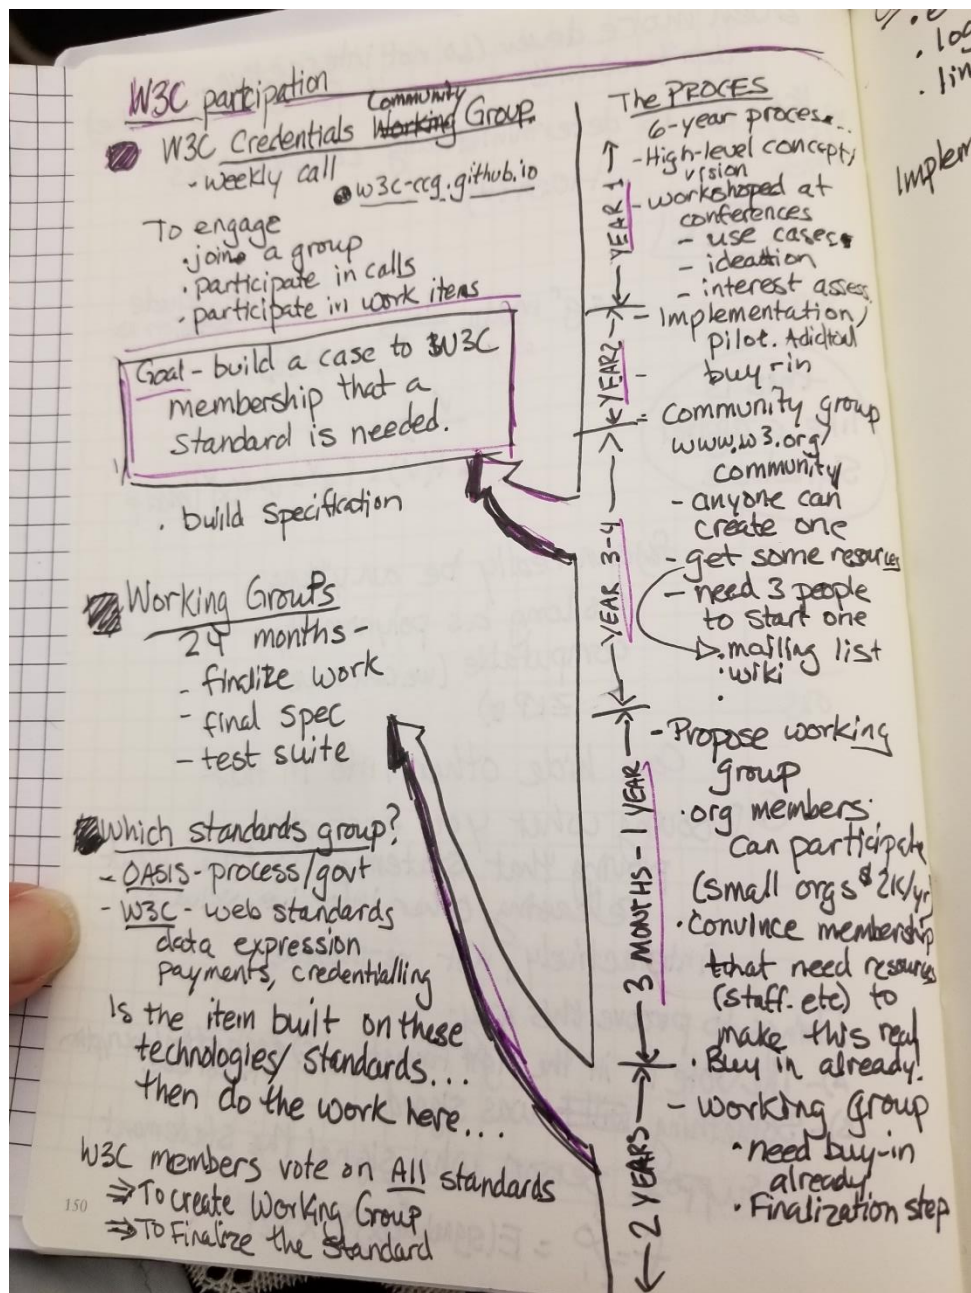 W3C particpation
W3C Credentials Working Community Group.
- weekly call
w3c-ccg.github.io
To engage
. join a group
. participate in calls
. participate in work items
Goal - build a case to W3C
membership that a
standard is needed.
. build specification
Working Groups
24 months -
- finalize work
- final spec
- test suite
Which standards group?
- OASIS - process/govt
- W3C - web standards
data expression
payments, credentialling
Is the item built on these
technologies/standards...
then do the work here...
W3C members vote on All standards
⇒ To create Working Group
⇒ To Finalize the Standard
150
The PROCES
6-year proces...
YEAR 1
- High-level concept/
vision
- workshoped at
conferences
- use cases
- ideation
- interest assess.
YEAR 2
- Implementation/
pilot.
buy-in
YEAR 3-4
- community group
www.w3.org/
community
- anyone can
create one
- get some resources
- need 3 people
to start one
. mailing list
. wiki
.
3 MONTHS - 1 YEAR
- Propose working
group
. org members:
can participate
(small orgs $2K/yr)
. Convince membership
that need resources
(staff. etc) to
make this real
. Buy in already!
2 YEARS
- working group
. need buy-in
already
. Finalization step
. log
. lin
Implem